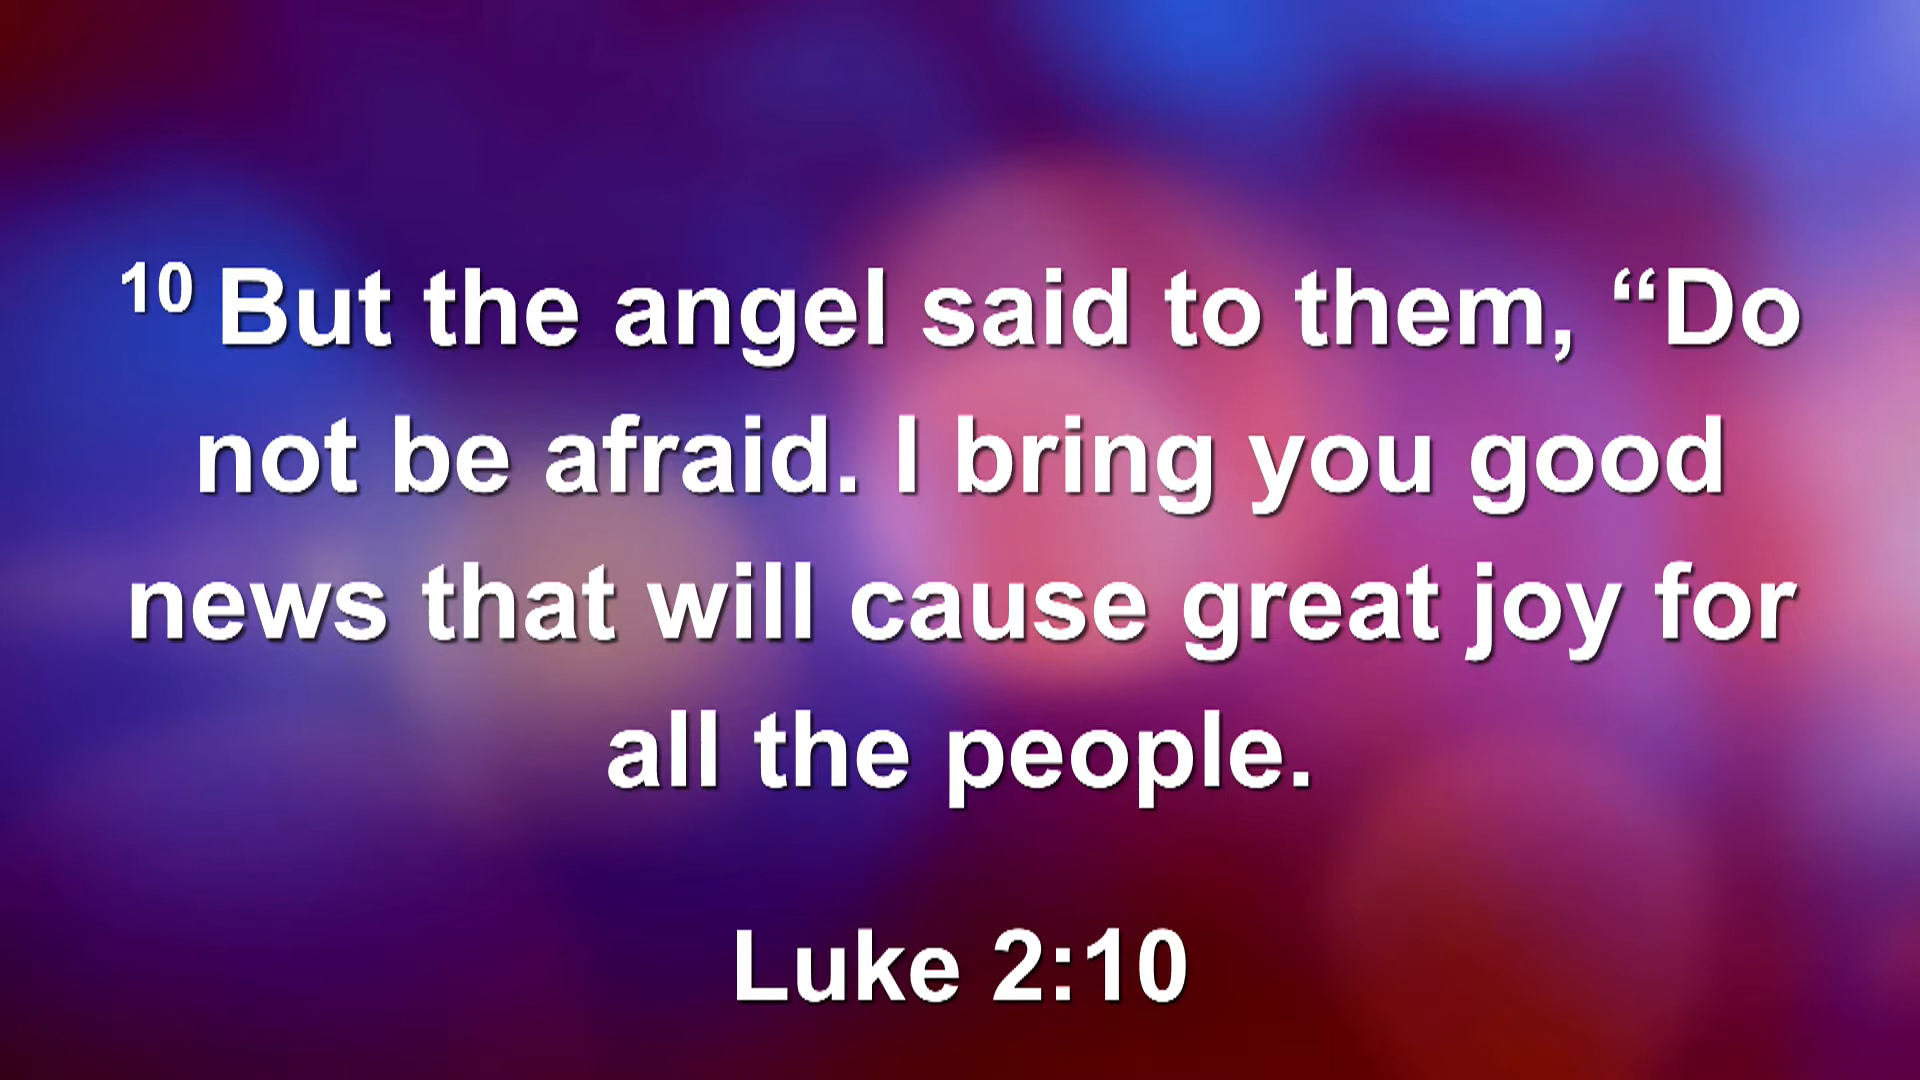 10 But the angel said to them, “Do
not be afraid. I bring you good
news that will cause great joy for
all the people.
Luke 2:10